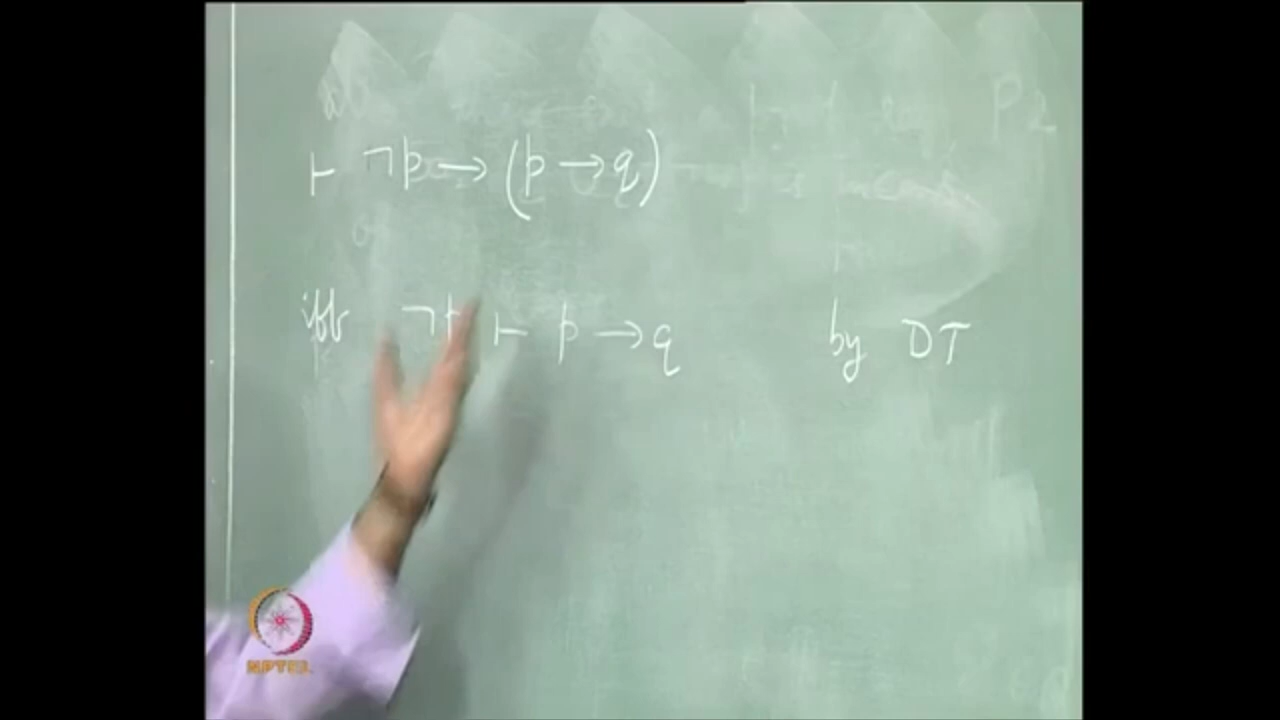 ⊢ ¬p → (p → q)
iff ¬p ⊢ p → q by DT
NPTEL